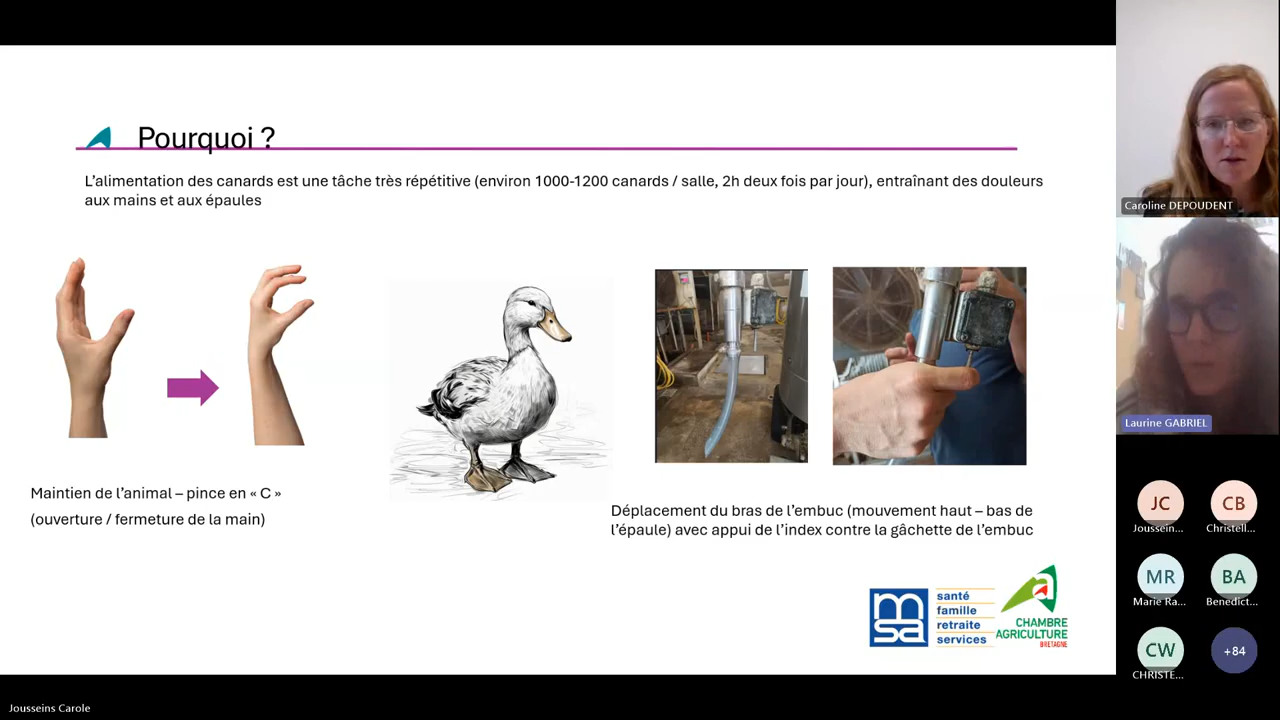 Pourquoi ?
L'alimentation des canards est une tâche très répétitive (environ 1000-1200 canards / salle, 2h deux fois par jour), entraînant des douleurs
aux mains et aux épaules
Maintien de l'animal – pince en « C »
(ouverture / fermeture de la main)
Déplacement du bras de l'embuc (mouvement haut – bas de
l'épaule) avec appui de l'index contre la gâchette de l'embuc
msa
santé
famille
retraite
services
CHAMBRE
AGRICULTURE
BRETAGNE
Caroline DEPOUDENT
Laurine GABRIEL
JC
CB
Joussein...
Christell...
MR
BA
Marie Ra...
Benedict...
CW
+84
CHRISTE...
Jousseins Carole